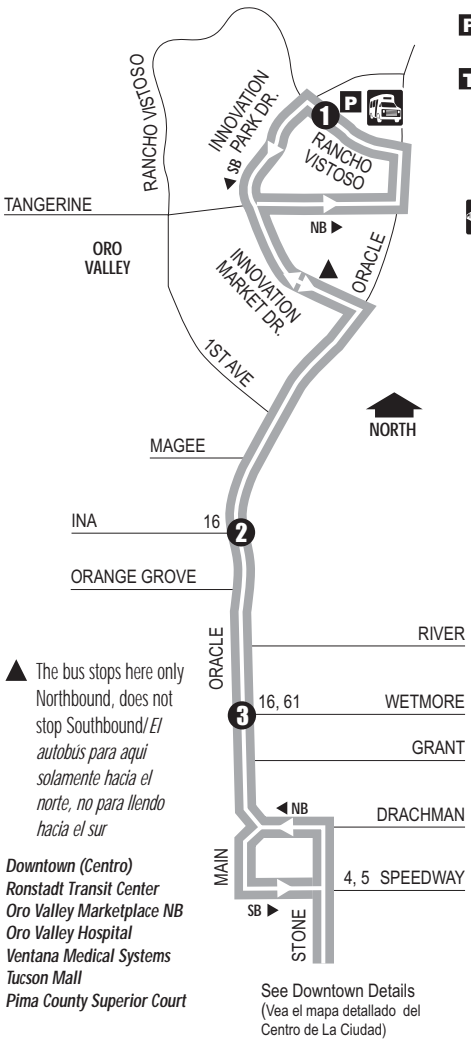 RANCHO VISTOSO
INNOVATION
PARK DR.
◄ SB
1
P
RANCHO
VISTOSO
TANGERINE
NB ►
ORO
VALLEY
INNOVATION
MARKET DR.
▲
ORACLE
1ST AVE
NORTH
MAGEE
INA
16
2
ORANGE GROVE
ORACLE
RIVER
3
16, 61
WETMORE
GRANT
▲ The bus stops here only
Northbound, does not
stop Southbound/El
autobús para aquí
solamente hacia el
norte, no para llendo
hacia el sur
◄ NB
DRACHMAN
MAIN
4, 5 SPEEDWAY
SB ►
STONE
Downtown (Centro)
Ronstadt Transit Center
Oro Valley Marketplace NB
Oro Valley Hospital
Ventana Medical Systems
Tucson Mall
Pima County Superior Court
See Downtown Details
(Vea el mapa detallado del
Centro de La Ciudad)